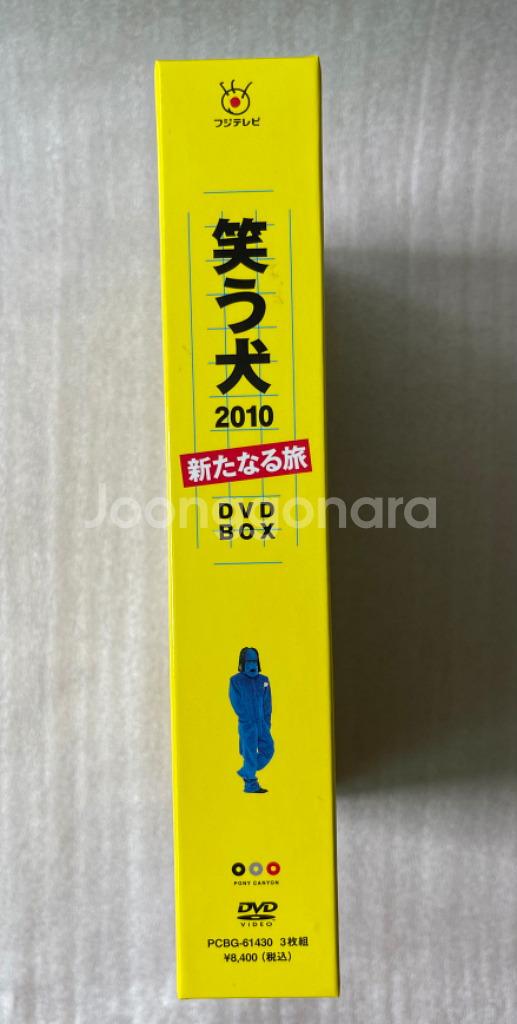 フジテレビ
笑う犬
2010
新たなる旅
DVD
BOX
Joonggonara
PONY CANYON
DVD
VIDEO
PCBG-61430 3枚組
¥8,400（税込）